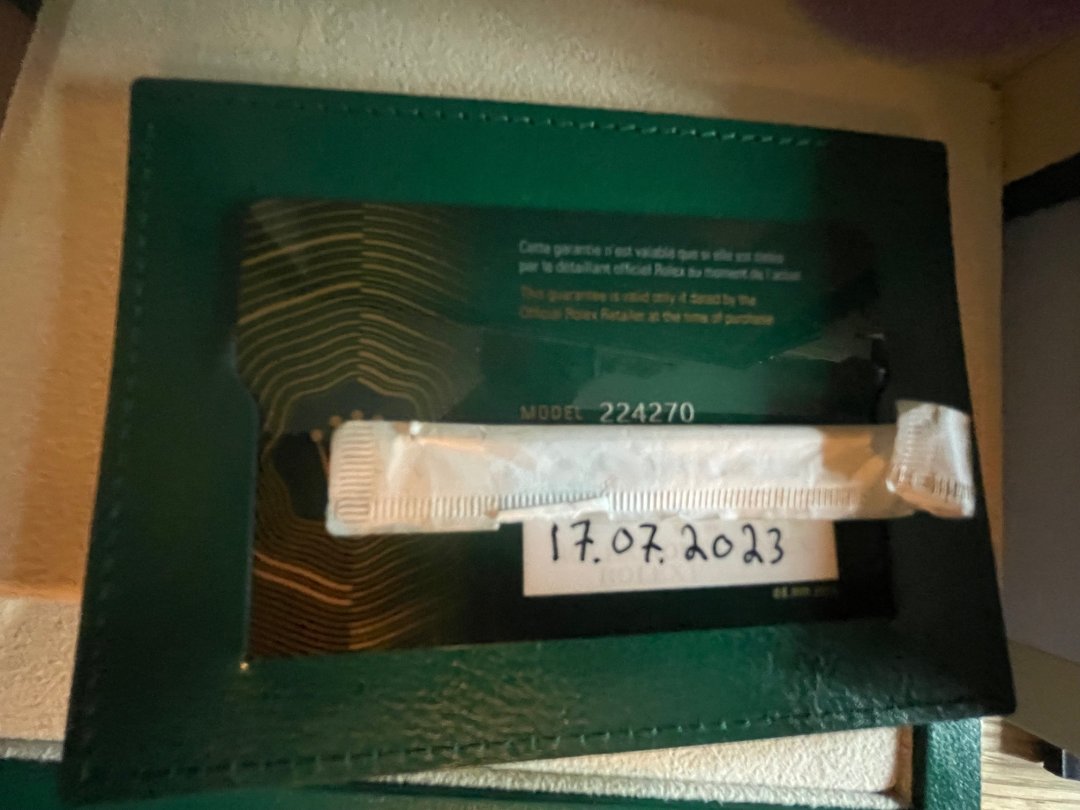 Cette garantie n'est valable que si elle est datée
par le détaillant officiel Rolex au moment de l'achat
This guarantee is valid only if dated by the
Official Rolex Retailer at the time of purchase
MODEL 224270
17.07.2023